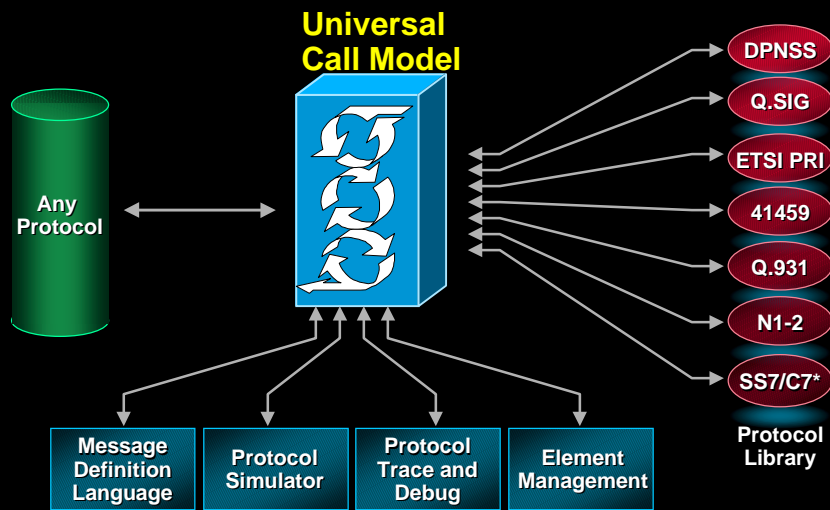 Universal
Call Model
Any
Protocol
DPNSS
Q.SIG
ETSI PRI
41459
Q.931
N1-2
SS7/C7*
Protocol
Library
Message
Definition
Language
Protocol
Simulator
Protocol
Trace and
Debug
Element
Management